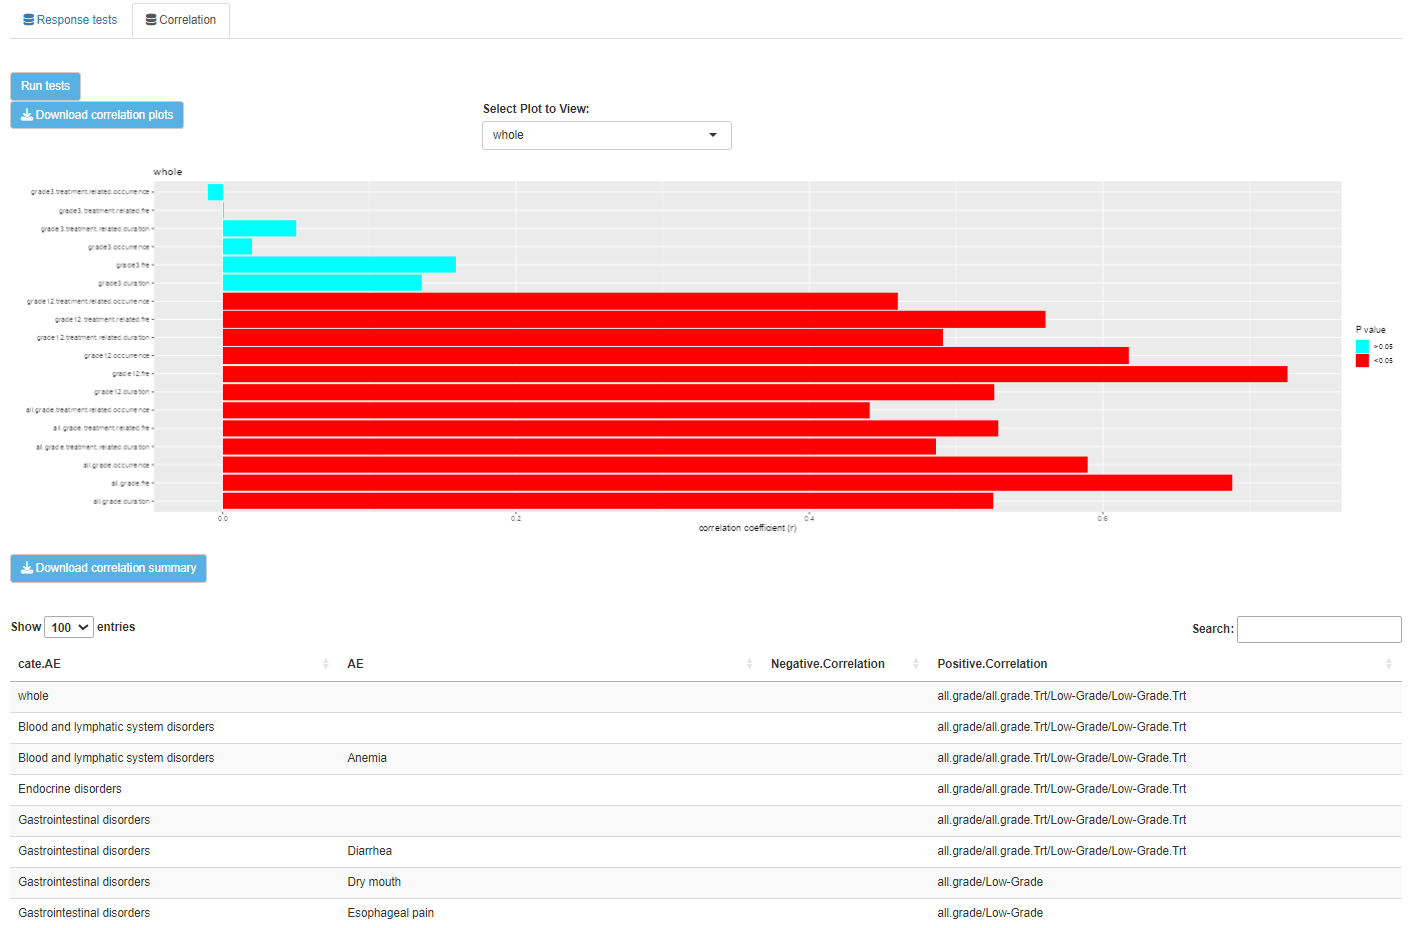 Response tests
Correlation
Run tests
Download correlation plots
Select Plot to View:
whole
whole
grade3.treatment.related.occurrence
grade3.treatment.related.fre
grade3.treatment.related.duration
grade3.occurrence
grade3.fre
grade3.duration
grade12.treatment.related.occurrence
grade12.treatment.related.fre
grade12.treatment.related.duration
grade12.occurrence
grade12.fre
grade12.duration
all.grade.treatment.related.occurrence
all.grade.treatment.related.fre
all.grade.treatment.related.duration
all.grade.occurrence
all.grade.fre
all.grade.duration
0.0 0.2 0.4 0.6
correlation coefficient (r)
P value
>0.05
<0.05
Download correlation summary
Show 100 entries
Search:
cate.AE AE Negative.Correlation Positive.Correlation
whole all.grade/all.grade.Trt/Low-Grade/Low-Grade.Trt
Blood and lymphatic system disorders all.grade/all.grade.Trt/Low-Grade/Low-Grade.Trt
Blood and lymphatic system disorders Anemia all.grade/all.grade.Trt/Low-Grade/Low-Grade.Trt
Endocrine disorders all.grade/all.grade.Trt/Low-Grade/Low-Grade.Trt
Gastrointestinal disorders all.grade/all.grade.Trt/Low-Grade/Low-Grade.Trt
Gastrointestinal disorders Diarrhea all.grade/all.grade.Trt/Low-Grade/Low-Grade.Trt
Gastrointestinal disorders Dry mouth all.grade/Low-Grade
Gastrointestinal disorders Esophageal pain all.grade/Low-Grade